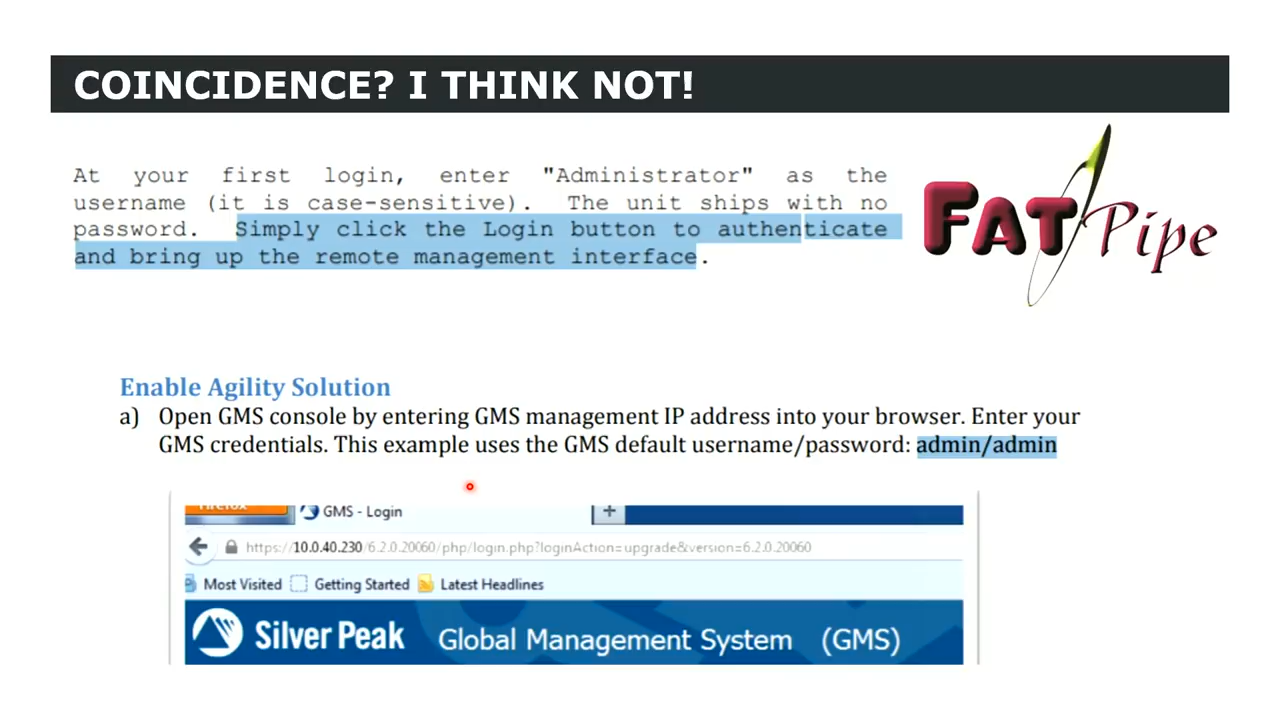 COINCIDENCE? I THINK NOT!
At your first login, enter "Administrator" as the
username (it is case-sensitive). The unit ships with no
password. Simply click the Login button to authenticate
and bring up the remote management interface.
FATPipe
Enable Agility Solution
a) Open GMS console by entering GMS management IP address into your browser. Enter your
GMS credentials. This example uses the GMS default username/password: admin/admin
Firefox
GMS - Login
+
https://10.0.40.230/6.2.0.20060/php/login.php?loginAction=upgrade&version=6.2.0.20060
Most Visited Getting Started Latest Headlines
Silver Peak Global Management System (GMS)